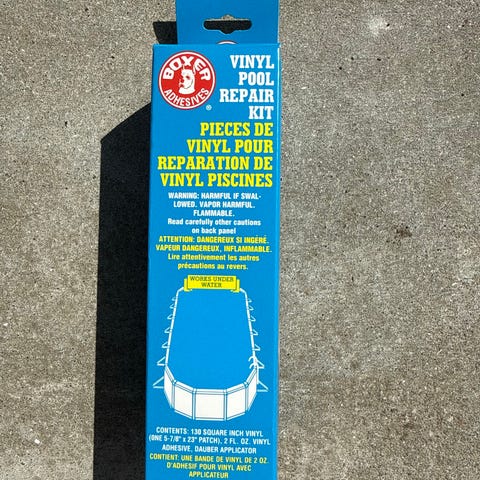 BOXER
ADHESIVES
®
VINYL
POOL
REPAIR
KIT
PIECES DE
VINYL POUR
REPARATION DE
VINYL PISCINES
WARNING: HARMFUL IF SWAL-
LOWED. VAPOR HARMFUL.
FLAMMABLE.
Read carefully other cautions
on back panel
ATTENTION: DANGEREUX SI INGÉRÉ.
VAPEUR DANGEREUX, INFLAMMABLE.
Lire attentivement les autres
précautions au revers.
WORKS UNDER
WATER
CONTENTS: 130 SQUARE INCH VINYL
(ONE 5-7/8" x 23" PATCH), 2 FL. OZ. VINYL
ADHESIVE, DAUBER APPLICATOR
CONTIENT: UNE BANDE DE VINYL DE 2 OZ.
D'ADHESIF POUR VINYL AVEC
APPLICATEUR